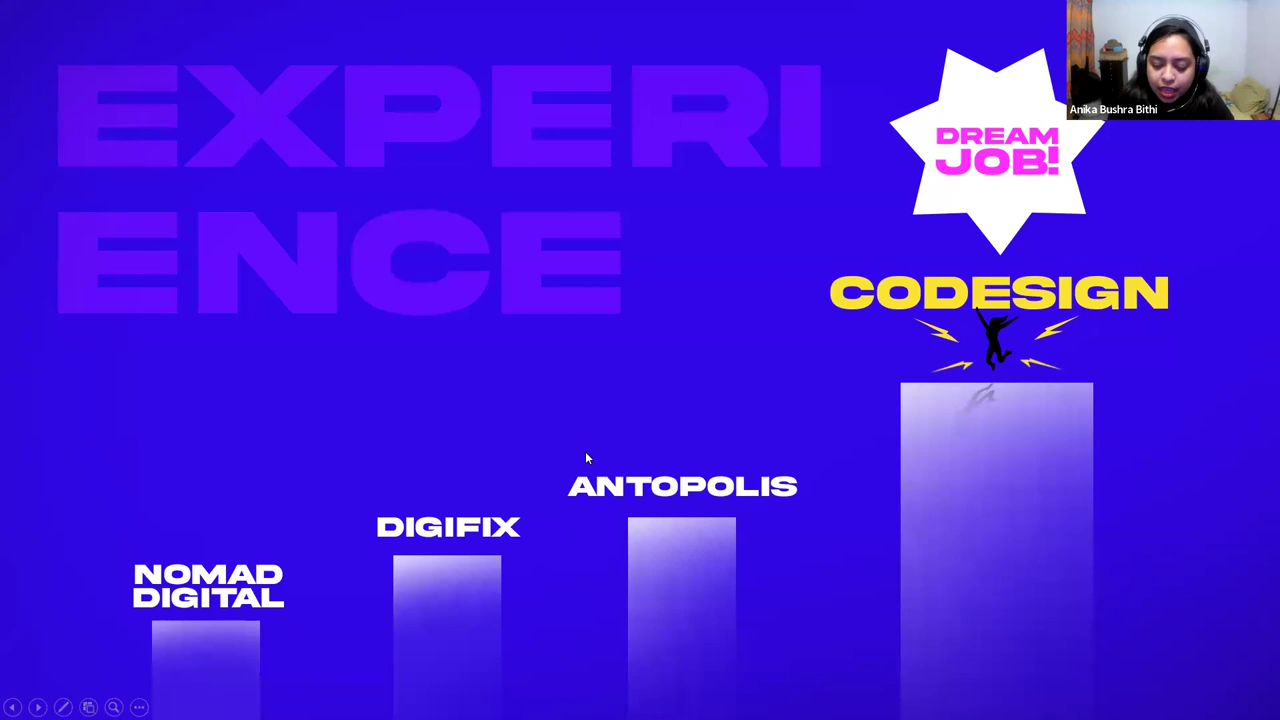 EXPERI
ENCE
DREAM
JOB!
Anika Bushra Bithi
CODESIGN
ANTOPOLIS
DIGIFIX
NOMAD
DIGITAL